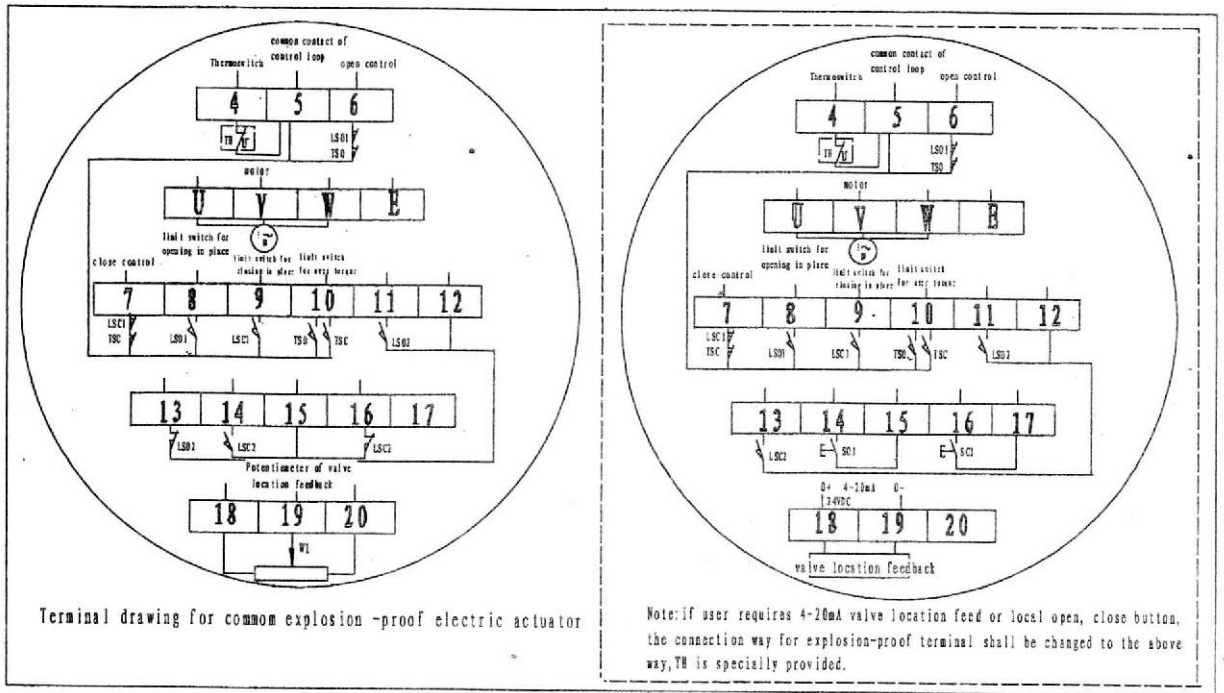 common contact of
control loop
Thermoswitch
open control
4 5 6
TH
LSO1
TSO
motor
U V W E
limit switch for
opening in place
limit switch for
closing in place
limit switch
for over torque
close control
7 8 9 10 11 12
LSC1
TSC
LSO1
LSC1
TSO
TSC
LSO2
13 14 15 16 17
LSO2
LSC2
LSC2
Potentiometer of valve
location feedback
18 19 20
W1
Terminal drawing for commom explosion -proof electric actuator
common contact of
control loop
Thermoswitch
open control
4 5 6
TH
LSO1
TSO
Motor
U V W
limit switch for
opening in place
limit switch for
closing in place
limit switch
for over torque
close control
7 8 9 10 11 12
LSC1
TSC
LSO1
LSC1
TSO
TSC
LSO2
13 14 15 16 17
LSC2
SO1
SC1
0+ 4-20mA 0-
24VDC
18 19 20
valve location feedback
Note:if user requires 4-20mA valve location feed or local open, close button,
the connection way for explosion-proof terminal shall be changed to the above
way,TH is specially provided.